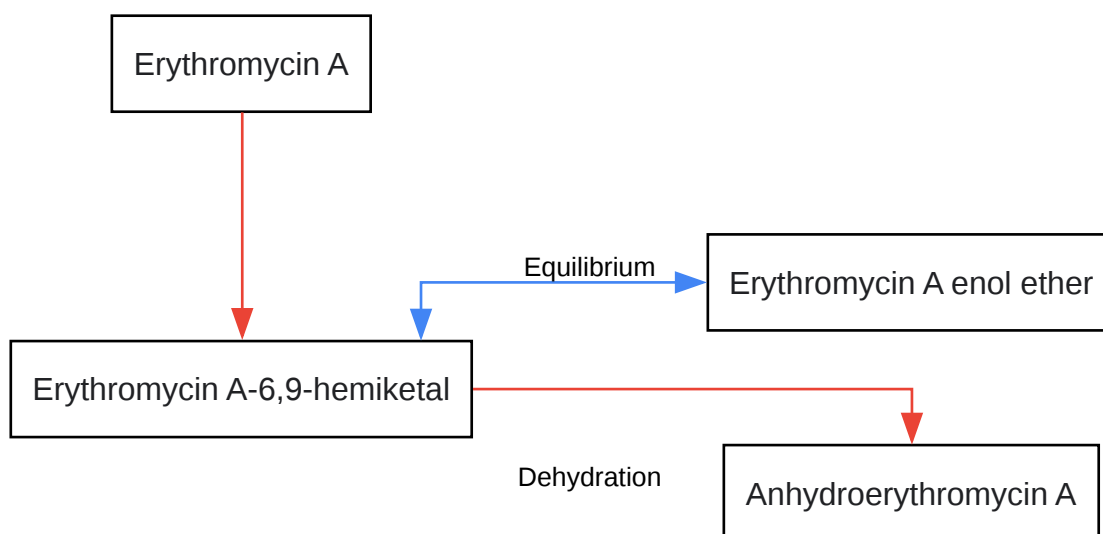 Erythromycin A
Equilibrium
Erythromycin A enol ether
Erythromycin A-6,9-hemiketal
Dehydration
Anhydroerythromycin A